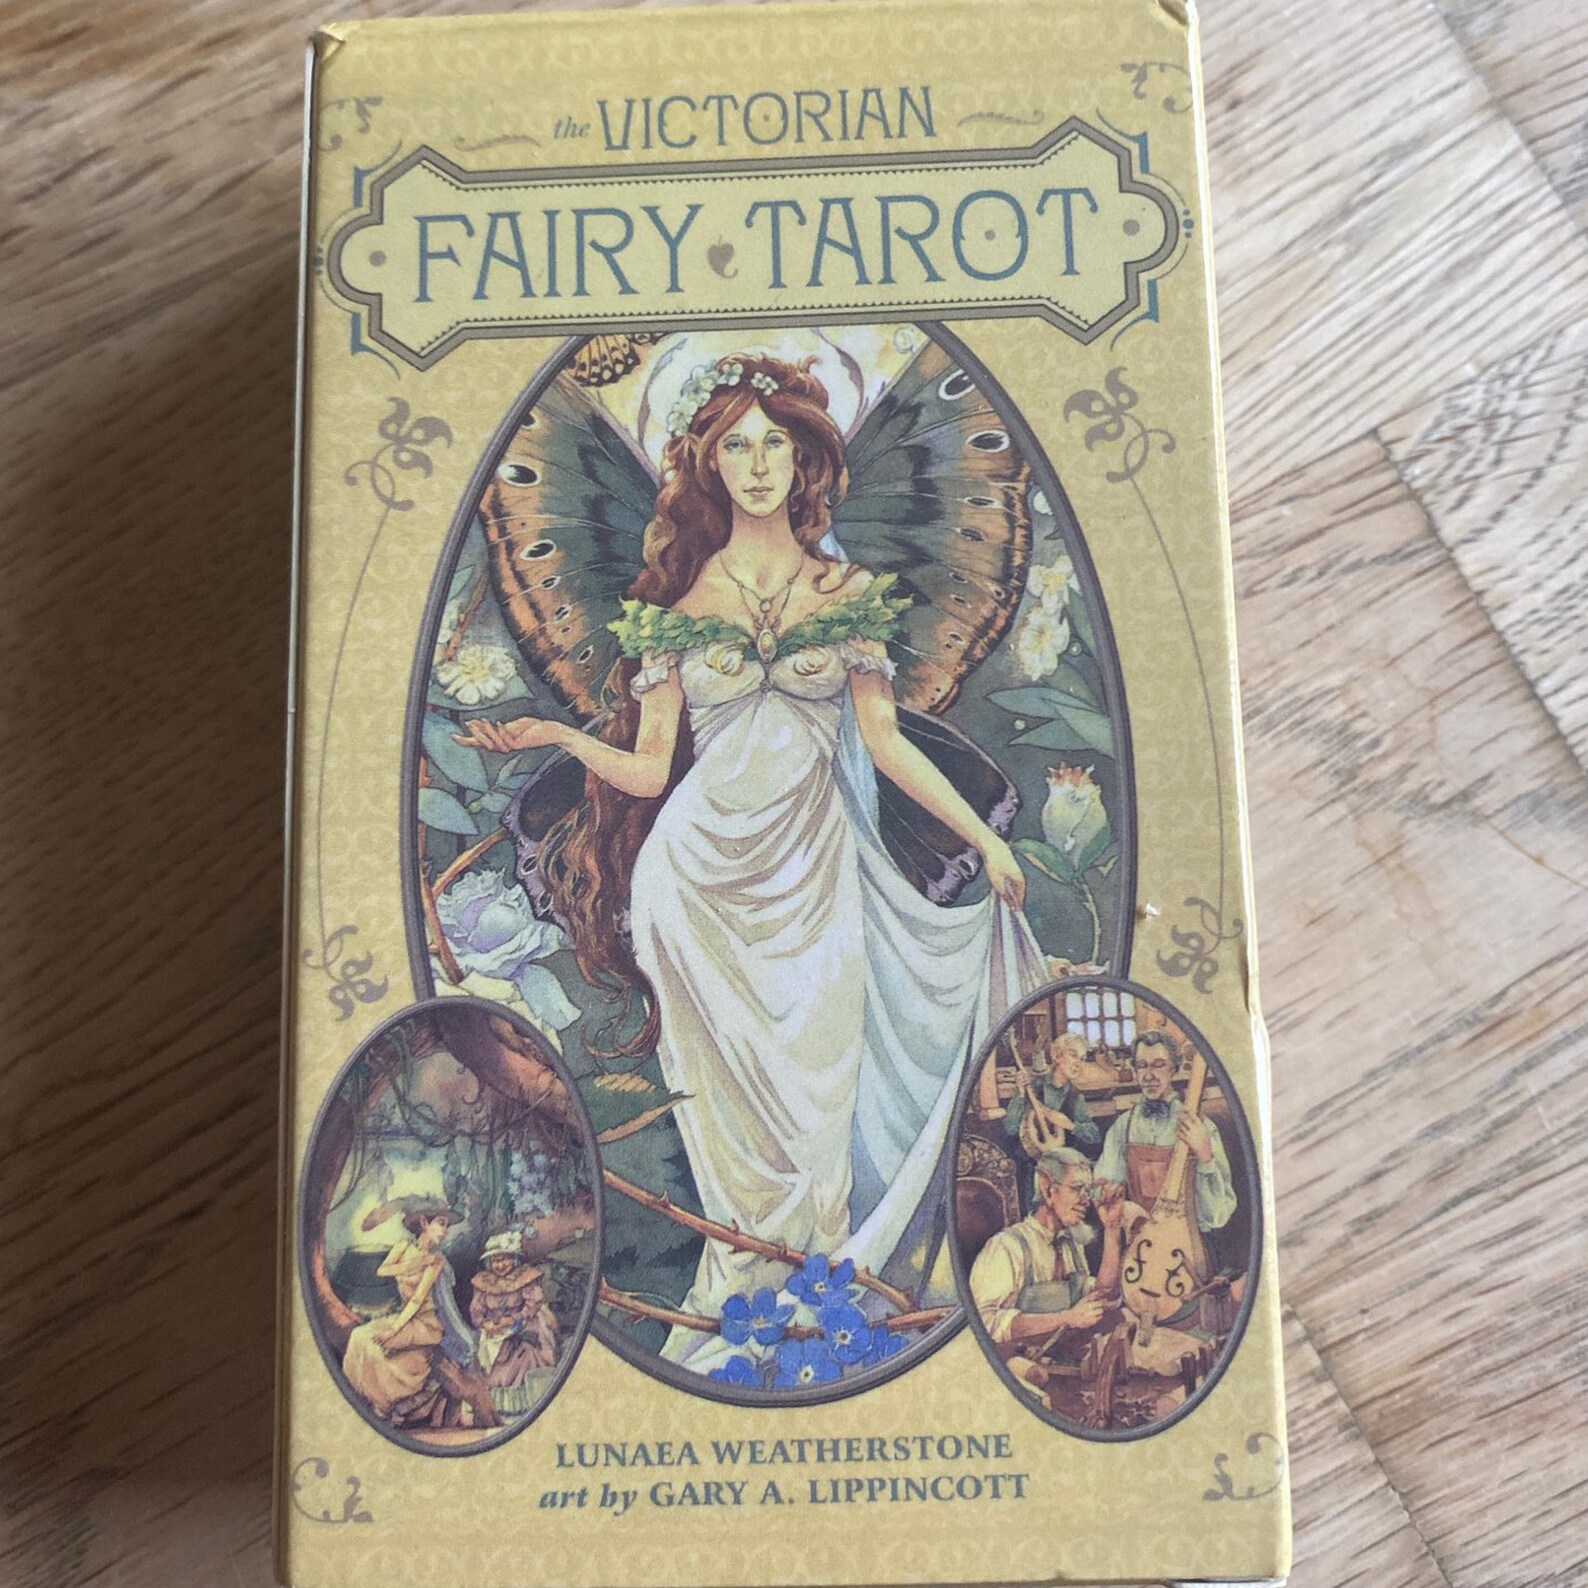 the VICTORIAN
FAIRY TAROT
LUNAEA WEATHERSTONE
art by GARY A. LIPPINCOTT